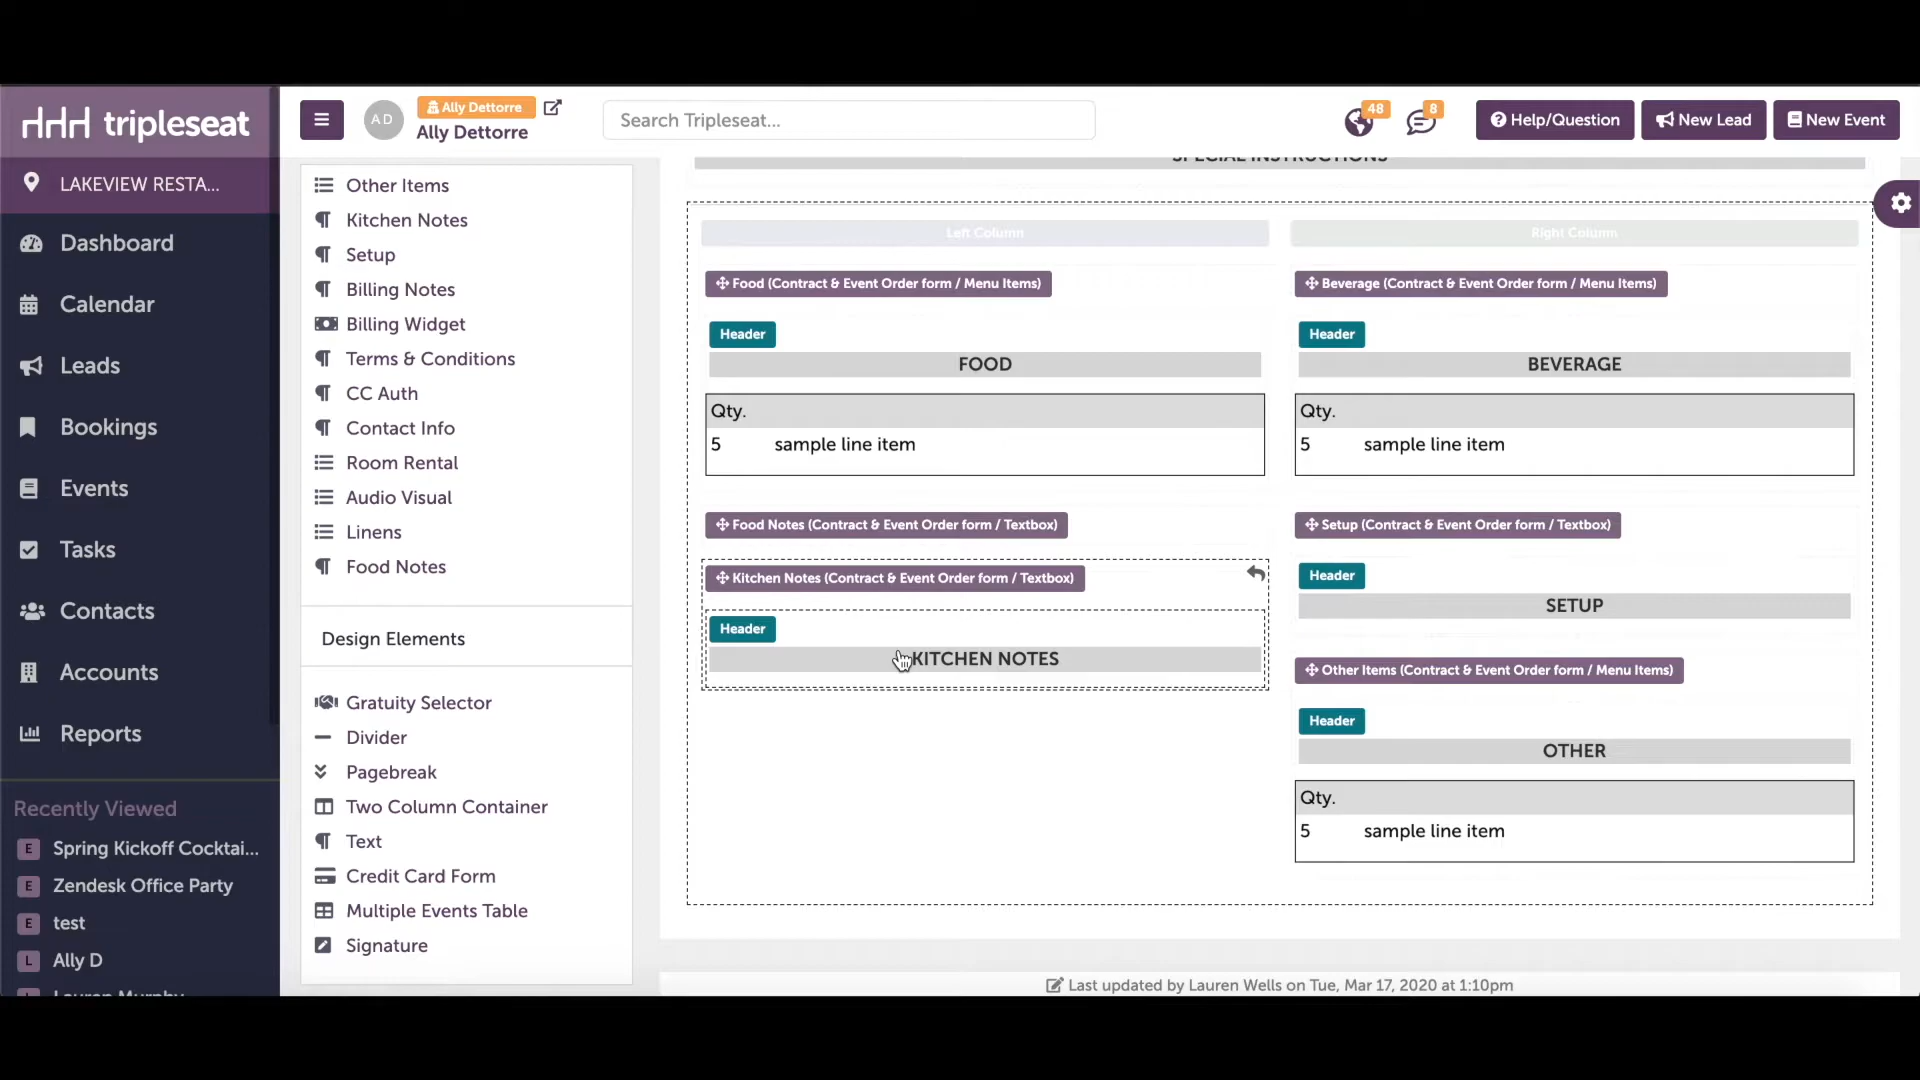 tripleseat
AD
Ally Dettorre
Ally Dettorre
Search Tripleseat...
48
8
Help/Question
New Lead
New Event
LAKEVIEW RESTA...
Dashboard
Calendar
Leads
Bookings
Events
Tasks
Contacts
Accounts
Reports
Recently Viewed
E Spring Kickoff Cocktai...
E Zendesk Office Party
E test
L Ally D
Lauren Murphy
Other Items
Kitchen Notes
Setup
Billing Notes
Billing Widget
Terms & Conditions
CC Auth
Contact Info
Room Rental
Audio Visual
Linens
Food Notes
Design Elements
Gratuity Selector
Divider
Pagebreak
Two Column Container
Text
Credit Card Form
Multiple Events Table
Signature
SPECIAL INSTRUCTIONS
Left Column
Food (Contract & Event Order form / Menu Items)
Header
FOOD
Qty.
5 sample line item
Food Notes (Contract & Event Order form / Textbox)
Kitchen Notes (Contract & Event Order form / Textbox)
Header
KITCHEN NOTES
Right Column
Beverage (Contract & Event Order form / Menu Items)
Header
BEVERAGE
Qty.
5 sample line item
Setup (Contract & Event Order form / Textbox)
Header
SETUP
Other Items (Contract & Event Order form / Menu Items)
Header
OTHER
Qty.
5 sample line item
Last updated by Lauren Wells on Tue, Mar 17, 2020 at 1:10pm